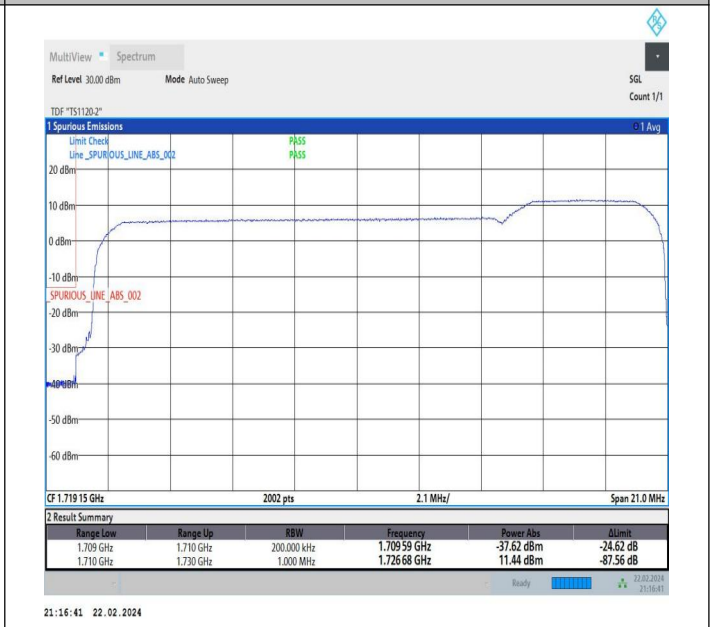 R S
MultiView Spectrum
Ref Level 30.00 dBm Mode Auto Sweep SGL
Count 1/1
TDF "TS1120-2"
1 Spurious Emissions 1 Avg
Limit Check PASS
Line _SPURIOUS_LINE_ABS_002 PASS
20 dBm
10 dBm
0 dBm
-10 dBm
_SPURIOUS_LINE_ABS_002
-20 dBm
-30 dBm
-40 dBm
-50 dBm
-60 dBm
CF 1.719 15 GHz 2002 pts 2.1 MHz/ Span 21.0 MHz
2 Result Summary
Range Low Range Up RBW Frequency Power Abs ΔLimit
1.709 GHz 1.710 GHz 200.000 kHz 1.709 59 GHz -37.62 dBm -24.62 dB
1.710 GHz 1.730 GHz 1.000 MHz 1.726 68 GHz 11.44 dBm -87.56 dB
Ready 22.02.2024
21:16:41
21:16:41 22.02.2024